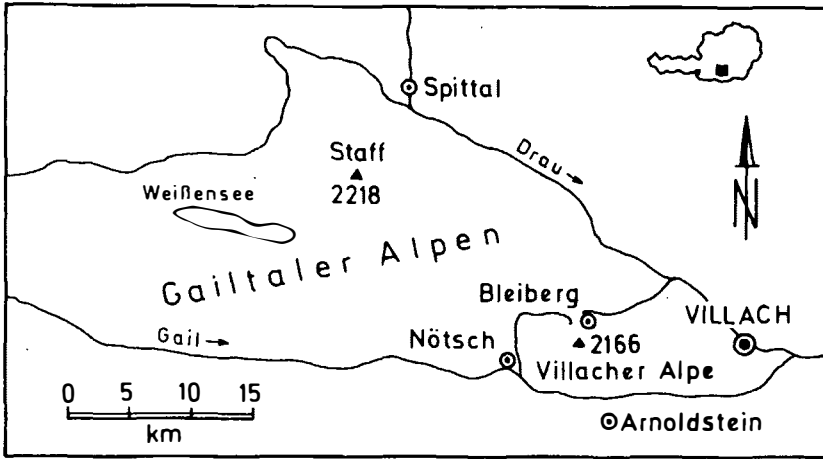 Spittal
Staff
2218
Drau →
Weißensee
N
Gailtaler Alpen
Bleiberg
VILLACH
Gail →
Nötsch
2166
Villacher Alpe
0 5 10 15
km
Arnoldstein